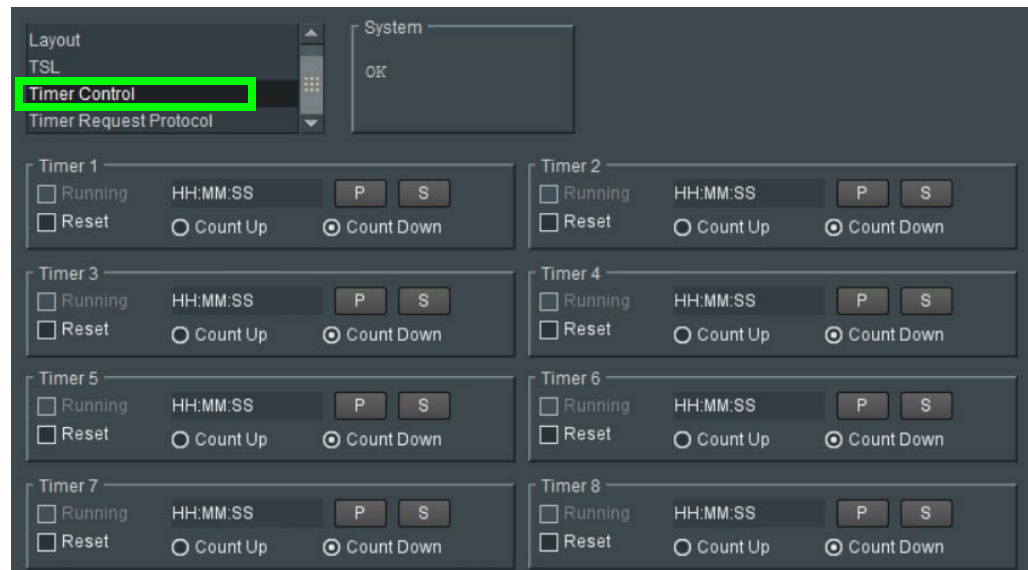 Layout
TSL
Timer Control
Timer Request Protocol
System
OK
Timer 1
Running HH:MM:SS P S
Reset Count Up Count Down
Timer 2
Running HH:MM:SS P S
Reset Count Up Count Down
Timer 3
Running HH:MM:SS P S
Reset Count Up Count Down
Timer 4
Running HH:MM:SS P S
Reset Count Up Count Down
Timer 5
Running HH:MM:SS P S
Reset Count Up Count Down
Timer 6
Running HH:MM:SS P S
Reset Count Up Count Down
Timer 7
Running HH:MM:SS P S
Reset Count Up Count Down
Timer 8
Running HH:MM:SS P S
Reset Count Up Count Down